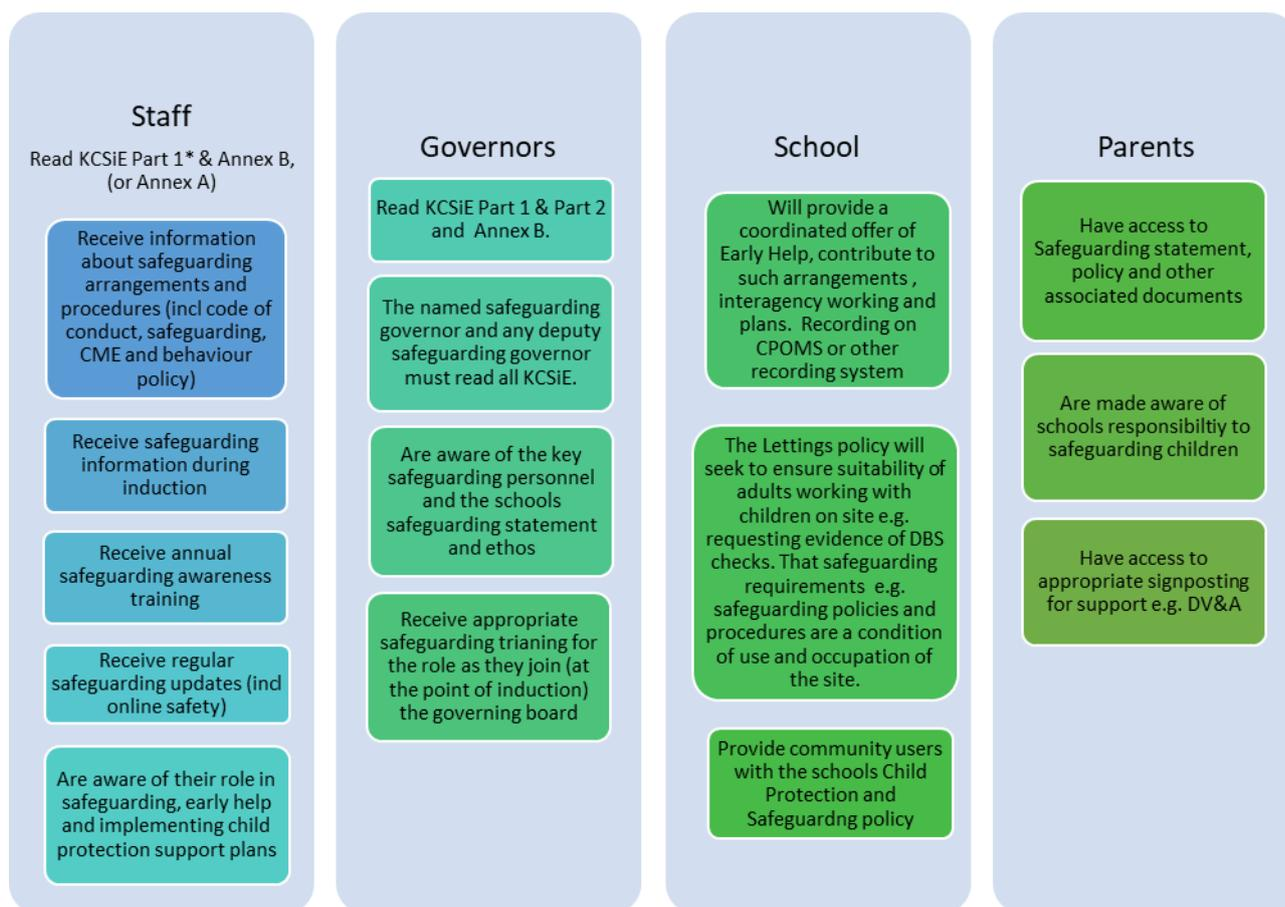 Staff
Read KCSiE Part 1* & Annex B,
(or Annex A)
Receive information
about safeguarding
arrangements and
procedures (incl code of
conduct, safeguarding,
CME and behaviour
policy)
Receive safeguarding
information during
induction
Receive annual
safeguarding awareness
training
Receive regular
safeguarding updates (incl
online safety)
Are aware of their role in
safeguarding, early help
and implementing child
protection support plans
Governors
Read KCSiE Part 1 & Part 2
and Annex B.
The named safeguarding
governor and any deputy
safeguarding governor
must read all KCSiE.
Are aware of the key
safeguarding personnel
and the schools
safeguarding statement
and ethos
Receive appropriate
safeguarding trianing for
the role as they join (at
the point of induction)
the governing board
School
Will provide a
coordinated offer of
Early Help, contribute to
such arrangements ,
interagency working and
plans. Recording on
CPOMS or other
recording system
The Lettings policy will
seek to ensure suitability of
adults working with
children on site e.g.
requesting evidence of DBS
checks. That safeguarding
requirements e.g.
safeguarding policies and
procedures are a condition
of use and occupation of
the site.
Provide community users
with the schools Child
Protection and
Safeguardng policy
Parents
Have access to
Safeguarding statement,
policy and other
associated documents
Are made aware of
schools responsibiltiy to
safeguarding children
Have access to
appropriate signposting
for support e.g. DV&A